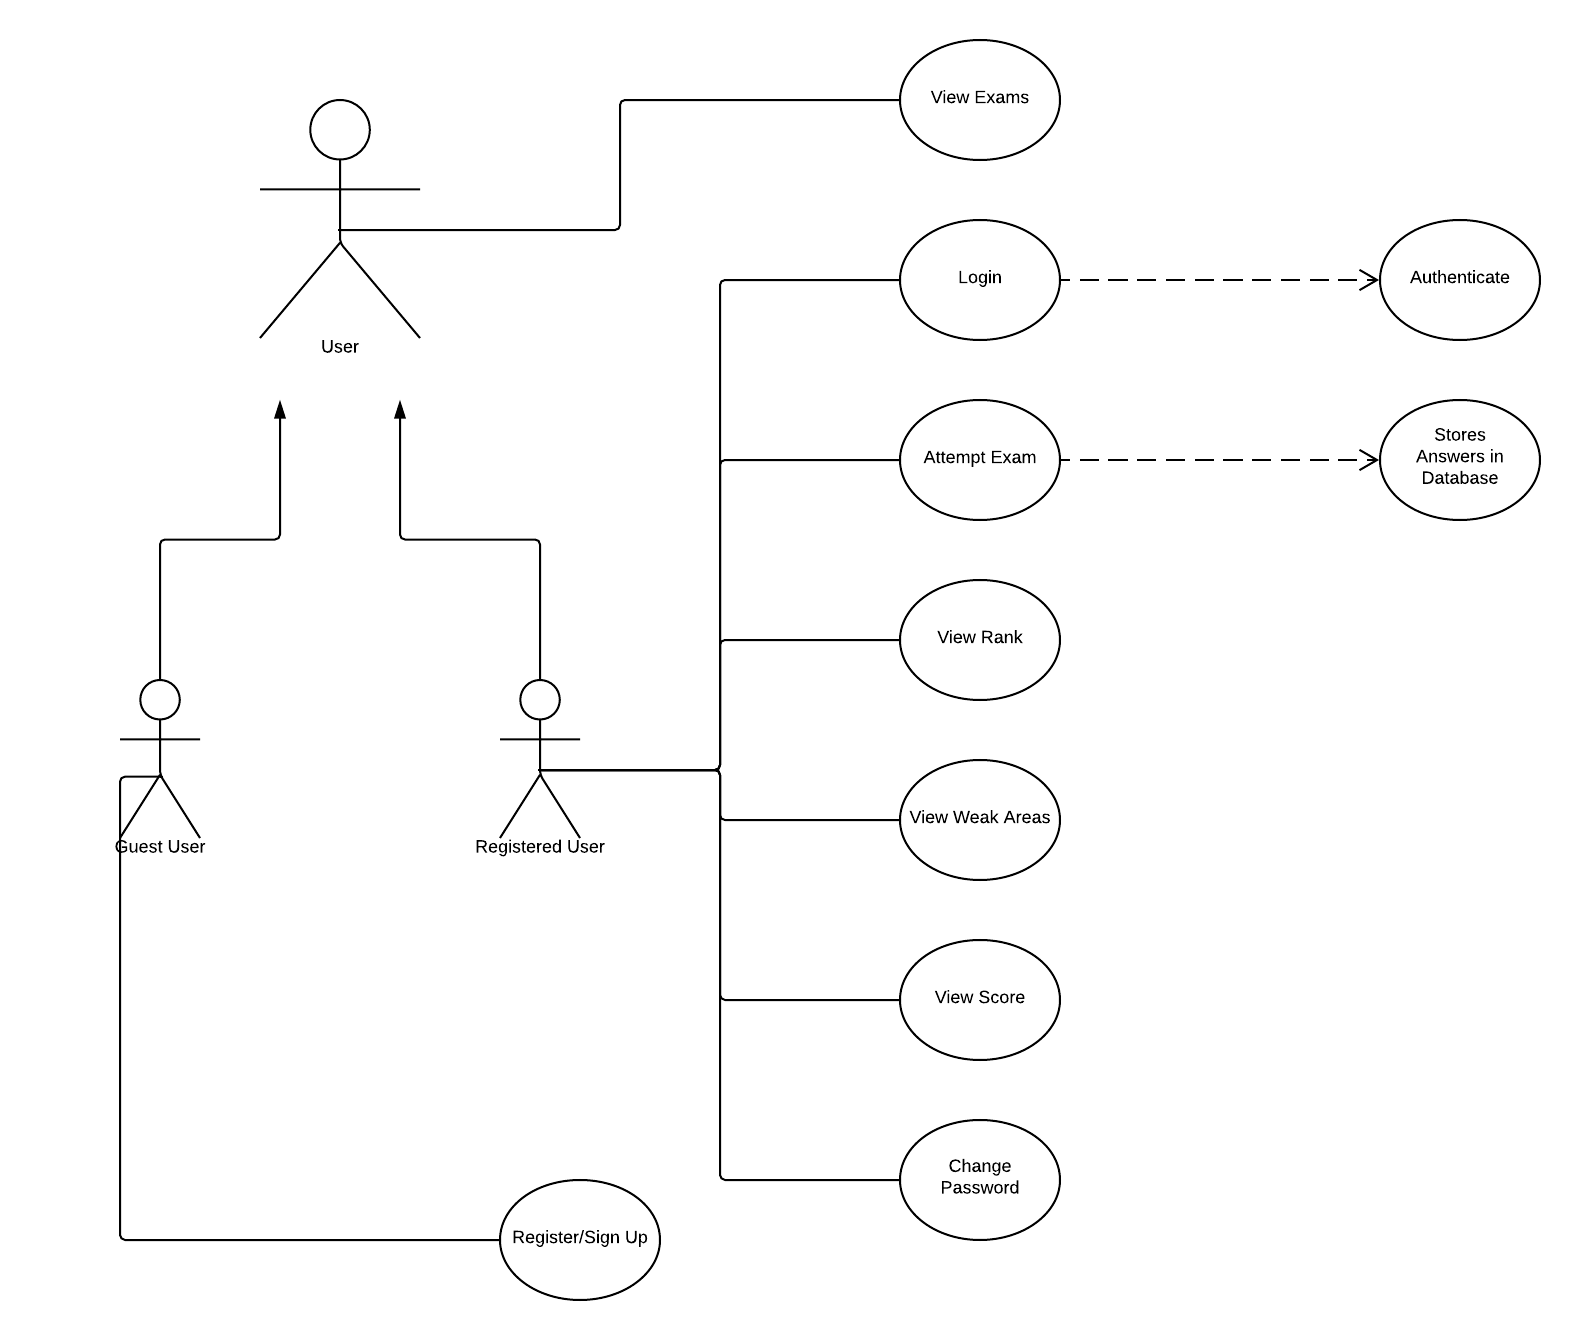 View Exams
User
Login
Authenticate
Attempt Exam
Stores
Answers in
Database
View Rank
View Weak Areas
Guest User
Registered User
View Score
Change
Password
Register/Sign Up